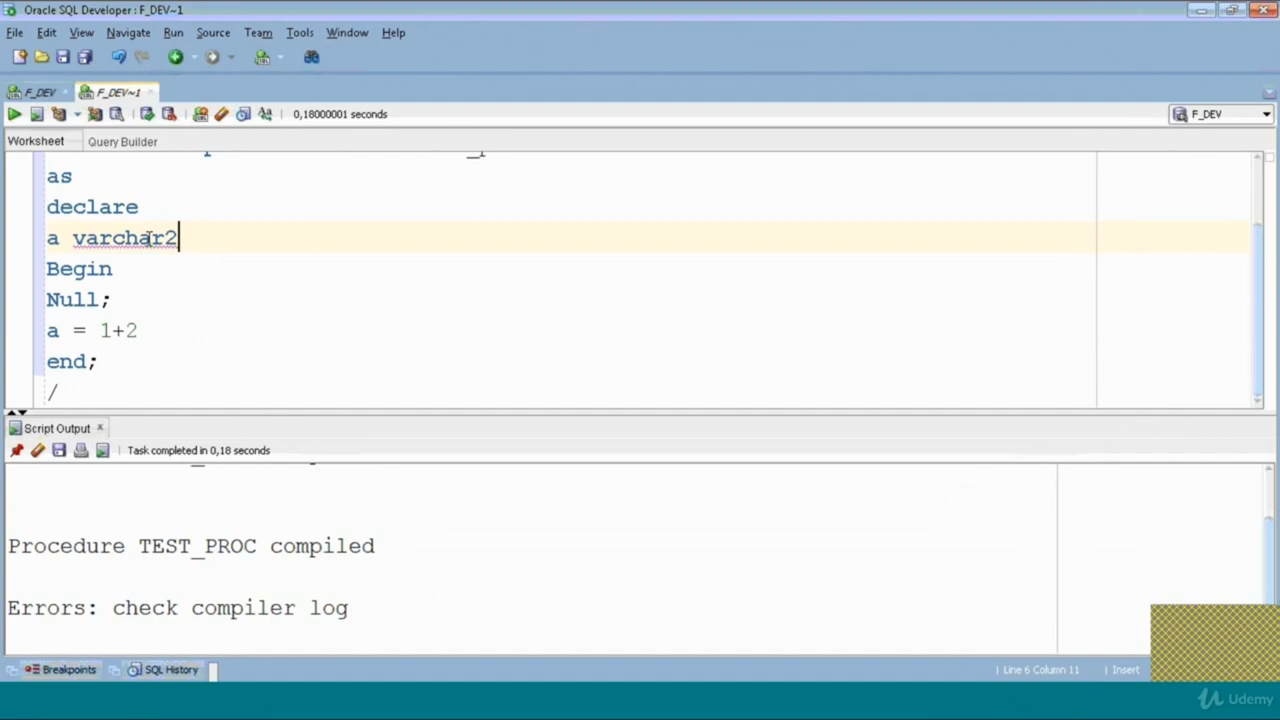 Oracle SQL Developer : F_DEV~1
File Edit View Navigate Run Source Team Tools Window Help
F_DEV F_DEV~1
0,18000001 seconds F_DEV
Worksheet Query Builder
as
declare
a varchar2
Begin
Null;
a = 1+2
end;
/
Script Output
Task completed in 0,18 seconds
Procedure TEST_PROC compiled
Errors: check compiler log
Breakpoints SQL History Line 6 Column 11 Insert
Udemy